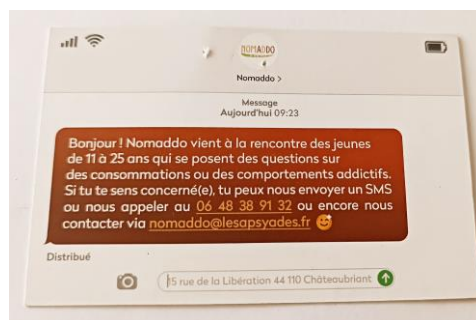 NOMADDO
Nomaddo >
Message
Aujourd'hui 09:23
Bonjour ! Nomaddo vient à la rencontre des jeunes
de 11 à 25 ans qui se posent des questions sur
des consommations ou des comportements addictifs.
Si tu te sens concerné(e), tu peux nous envoyer un SMS
ou nous appeler au 06 48 38 91 32 ou encore nous
contacter via nomaddo@lesapsyades.fr
Distribué
15 rue de la Libération 44 110 Châteaubriant